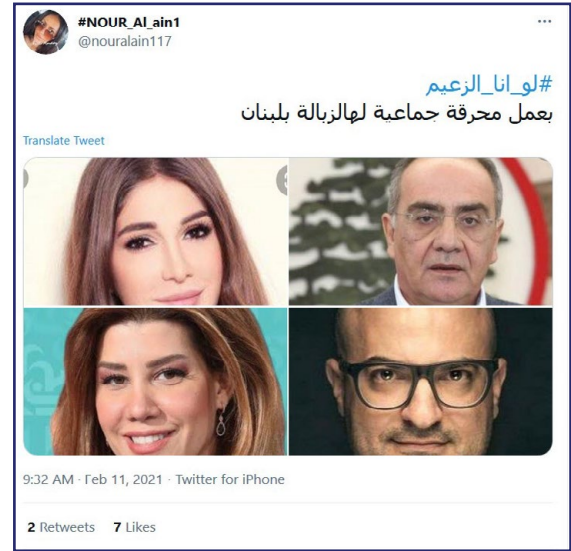 #NOUR_Al_ain1
@nouralain117
#لو_انا_الزعيم
بعمل محرقة جماعية لهالزبالة بلبنان
Translate Tweet
9:32 AM · Feb 11, 2021 · Twitter for iPhone
2 Retweets 7 Likes